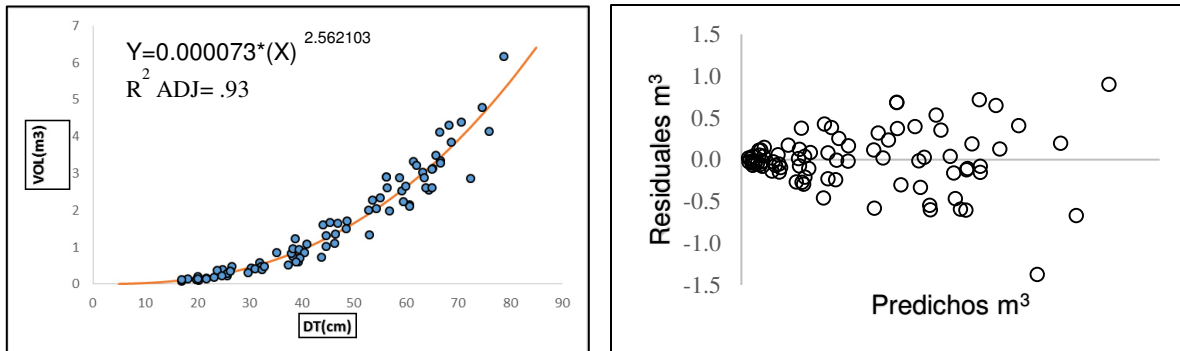 7
6
5
4
3
2
1
0
VOL(m3)
Y=0.000073*(X) 2.562103
R2 ADJ= .93
0 10 20 30 40 50 60 70 80 90
DT(cm)
1.5
1.0
0.5
0.0
-0.5
-1.0
-1.5
Residuales m3
Predichos m3